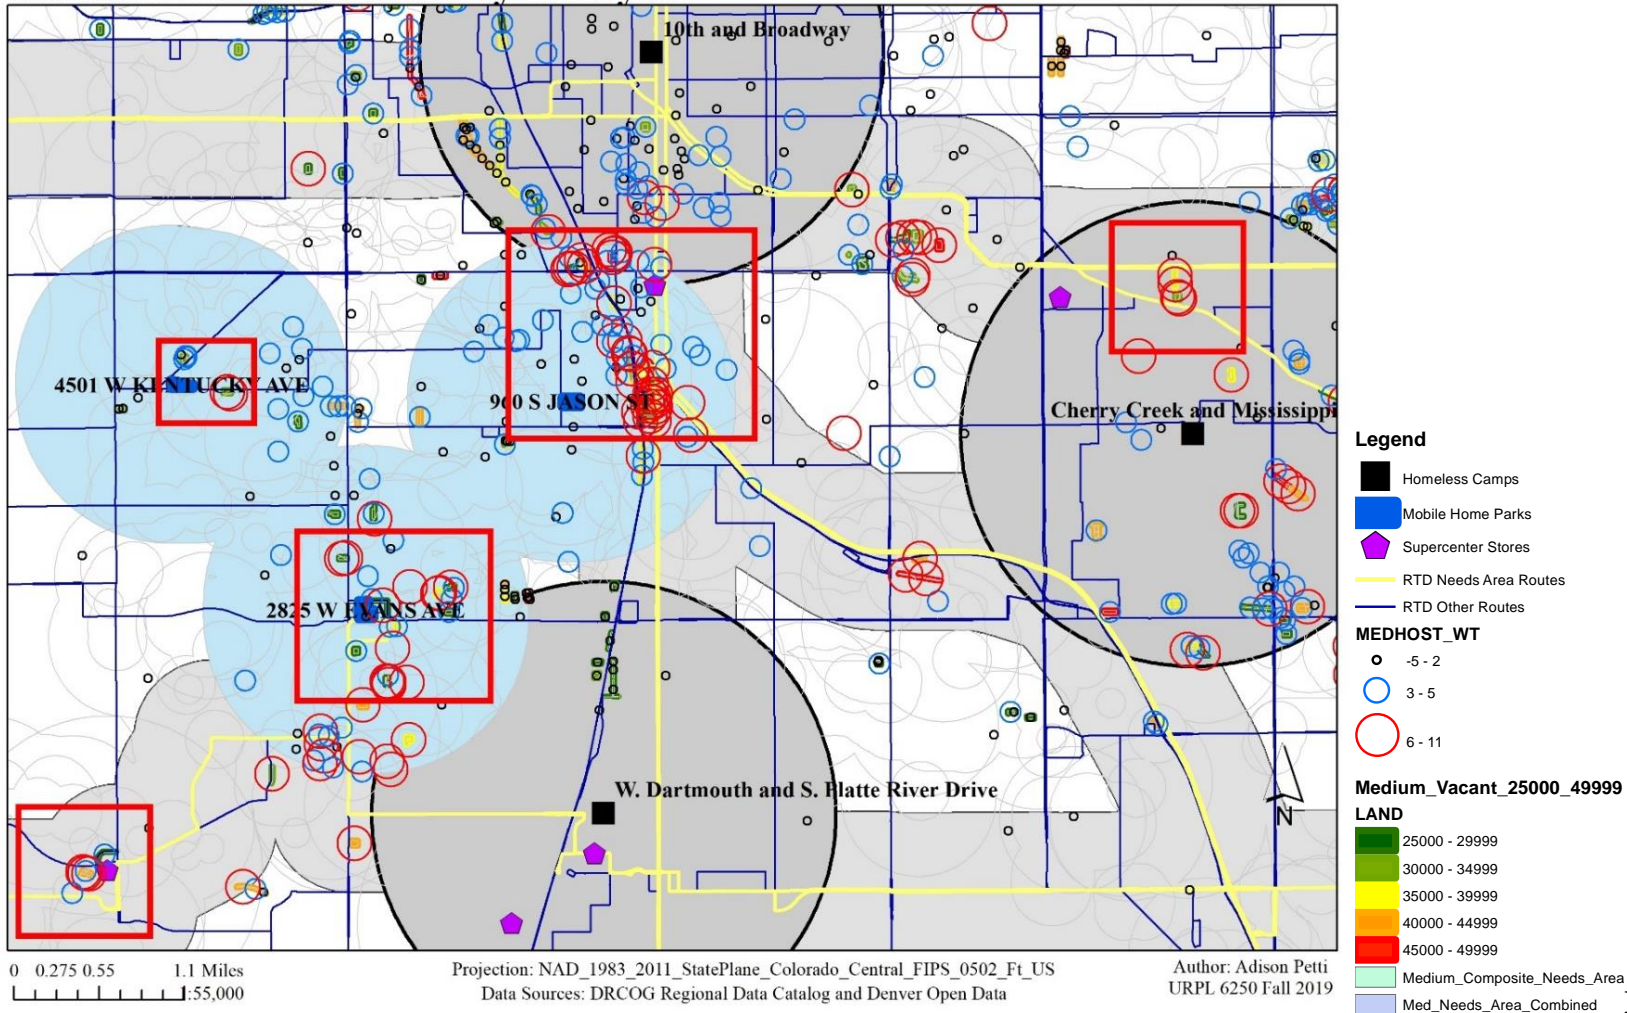 10th and Broadway
4501 W KENTUCKY AVE
960 S JASON ST
Cherry Creek and Mississippi
2825 W EVANS AVE
W. Dartmouth and S. Platte River Drive
N
Legend
Homeless Camps
Mobile Home Parks
Supercenter Stores
RTD Needs Area Routes
RTD Other Routes
MEDHOST_WT
-5 - 2
3 - 5
6 - 11
Medium_Vacant_25000_49999
LAND
25000 - 29999
30000 - 34999
35000 - 39999
40000 - 44999
45000 - 49999
Medium_Composite_Needs_Area
Med_Needs_Area_Combined
0 0.275 0.55 1.1 Miles
1:55,000
Projection: NAD_1983_2011_StatePlane_Colorado_Central_FIPS_0502_Ft_US
Data Sources: DRCOG Regional Data Catalog and Denver Open Data
Author: Adison Petti
URPL 6250 Fall 2019